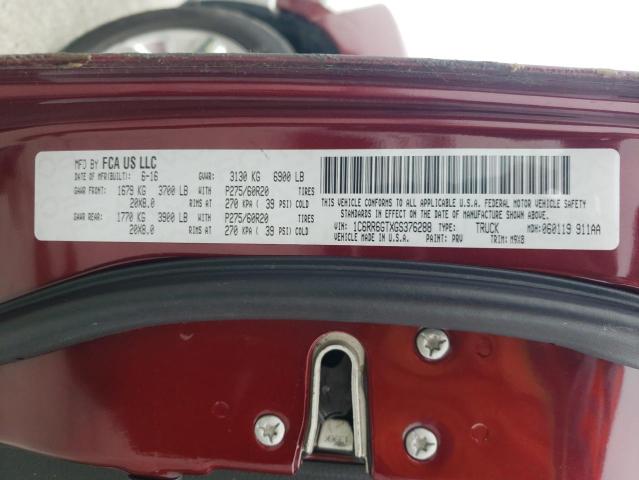 MFD BY FCA US LLC
DATE OF MFR(BUILT): 6-16 GVWR: 3130 KG 6900 LB
GAWR FRONT: 1679 KG 3700 LB WITH P275/60R20 TIRES
20X8.0 RIMS AT 270 KPA ( 39 PSI) COLD
GAWR REAR: 1770 KG 3900 LB WITH P275/60R20 TIRES
20X8.0 RIMS AT 270 KPA ( 39 PSI) COLD
THIS VEHICLE CONFORMS TO ALL APPLICABLE U.S.A. FEDERAL MOTOR VEHICLE SAFETY
STANDARDS IN EFFECT ON THE DATE OF MANUFACTURE SHOWN ABOVE.
VIN: 1C6RR6GTXGS376288 TYPE: TRUCK MDH: 060119 911AA
VEHICLE MADE IN U.S.A. PAINT: PRV TRIM: M9X8